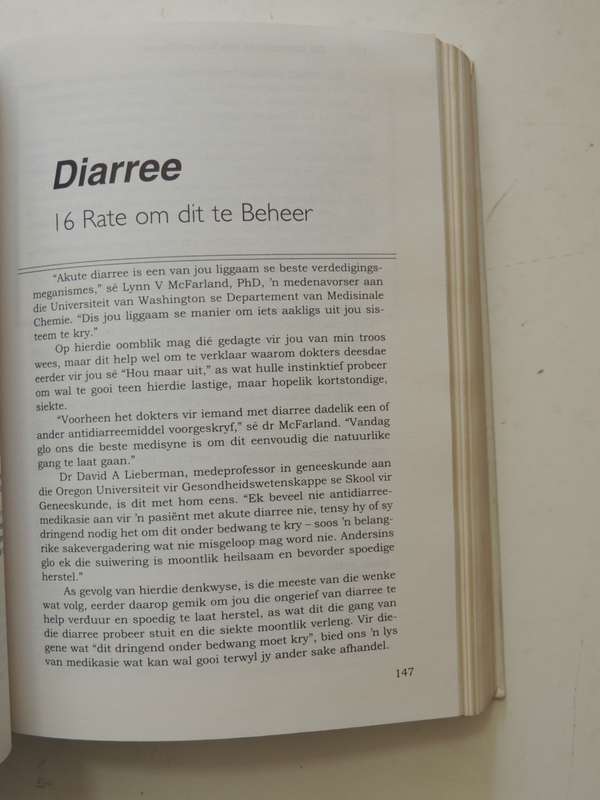 Diarree
16 Rate om dit te Beheer
"Akute diarree is een van jou liggaam se beste verdedigings-
meganismes," sê Lynn V McFarland, PhD, 'n medenavorser aan
die Universiteit van Washington se Departement van Medisinale
Chemie. "Dis jou liggaam se manier om iets aakligs uit jou sis-
teem te kry."
Op hierdie oomblik mag dié gedagte vir jou van min troos
wees, maar dit help wel om te verklaar waarom dokters deesdae
eerder vir jou sê "Hou maar uit," as wat hulle instinktief probeer
om wal te gooi teen hierdie lastige, maar hopelik kortstondige,
siekte.
"Voorheen het dokters vir iemand met diarree dadelik een of
ander antidiarreemiddel voorgeskryf," sê dr McFarland. "Vandag
glo ons die beste medisyne is om dit eenvoudig die natuurlike
gang te laat gaan."
Dr David A Lieberman, medeprofessor in geneeskunde aan
die Oregon Universiteit vir Gesondheidswetenskappe se Skool vir
Geneeskunde, is dit met hom eens. "Ek beveel nie antidiarree-
medikasie aan vir 'n pasiënt met akute diarree nie, tensy hy of sy
dringend nodig het om dit onder bedwang te kry – soos 'n belang-
rike sakevergadering wat nie misgeloop mag word nie. Andersins
glo ek die suiwering is moontlik heilsaam en bevorder spoedige
herstel."
As gevolg van hierdie denkwyse, is die meeste van die wenke
wat volg, eerder daarop gemik om jou die ongerief van diarree te
help verduur en spoedig te laat herstel, as wat dit die gang van
die diarree probeer stuit en die siekte moontlik verleng. Vir die-
gene wat "dit dringend onder bedwang moet kry", bied ons 'n lys
van medikasie wat kan wal gooi terwyl jy ander sake afhandel.
147